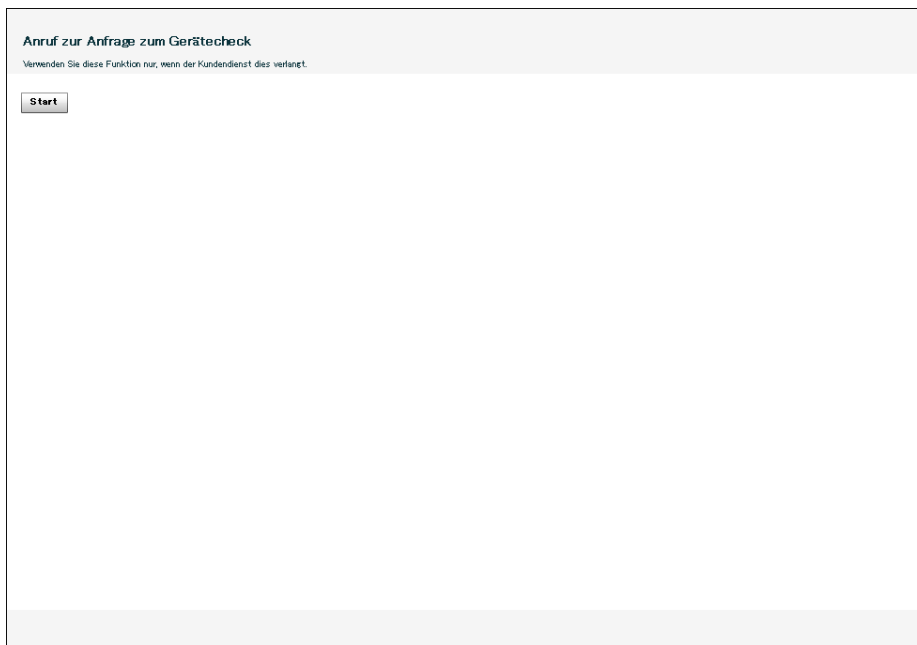 Anruf zur Anfrage zum Gerätecheck
Verwenden Sie diese Funktion nur, wenn der Kundendienst dies verlangt.
Start